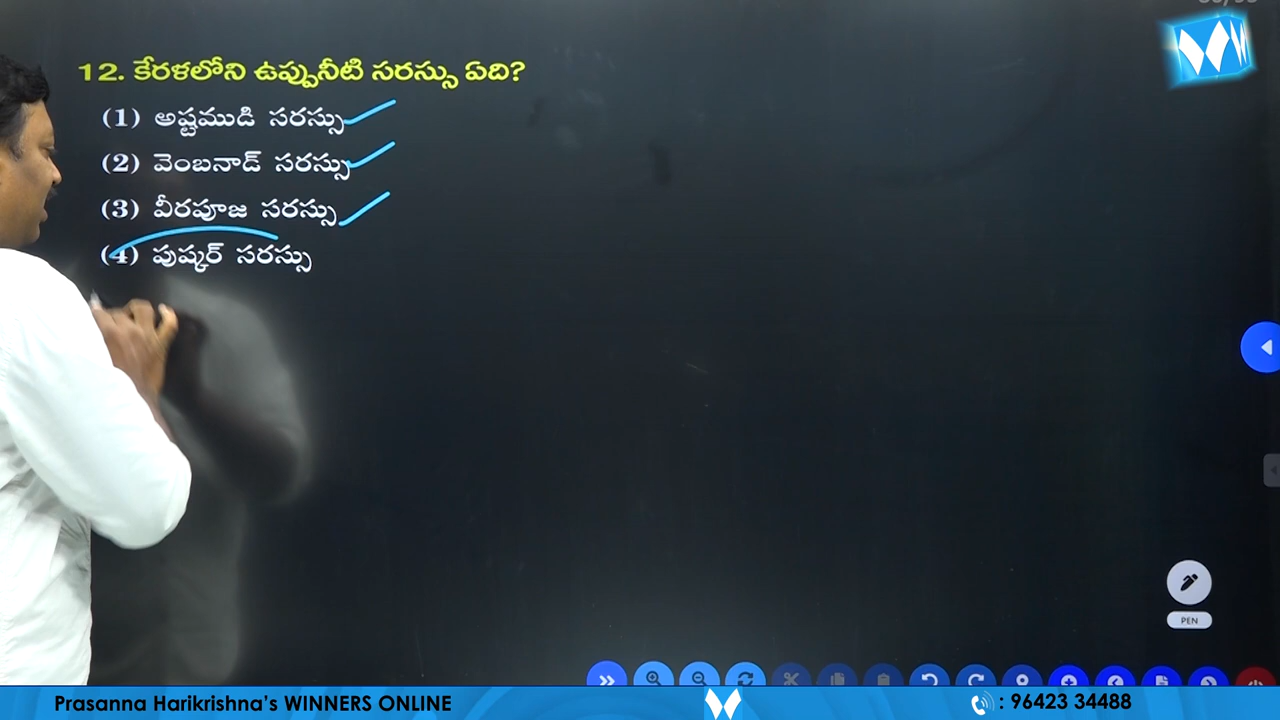 12. కేరళలోని ఉప్పునీటి సరస్సు ఏది?
(1) అష్టముడి సరస్సు
(2) వెంబనాడ్ సరస్సు
(3) వీరపూజ సరస్సు
(4) పుష్కర్ సరస్సు
PEN
Prasanna Harikrishna's WINNERS ONLINE
: 96423 34488